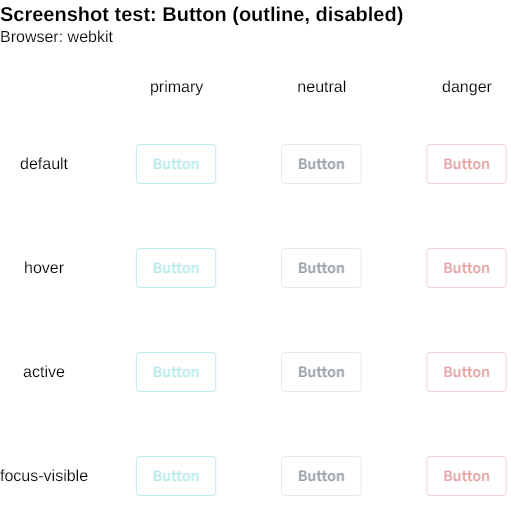 Screenshot test: Button (outline, disabled)
Browser: webkit
primary neutral danger
default Button Button Button
hover Button Button Button
active Button Button Button
focus-visible Button Button Button